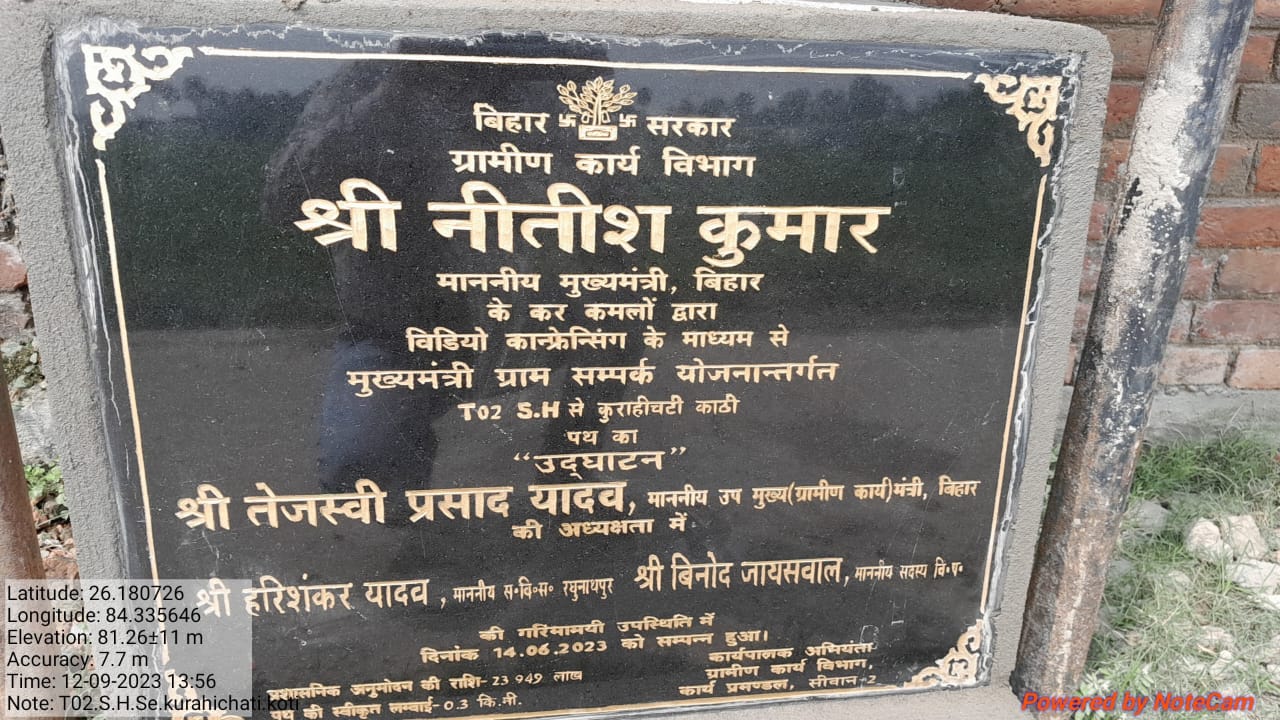 बिहार 卐 卐 सरकार
ग्रामीण कार्य विभाग
श्री नीतीश कुमार
माननीय मुख्यमंत्री, बिहार
के कर कमलों द्वारा
विडियो कान्फ्रेन्सिंग के माध्यम से
मुख्यमंत्री ग्राम सम्पर्क योजनान्तर्गत
T02 S.H से कुराहीचटी काठी
पथ का
“उद्घाटन”
श्री तेजस्वी प्रसाद यादव, माननीय उप मुख्य(ग्रामीण कार्य)मंत्री, बिहार
की अध्यक्षता में
श्री हरिशंकर यादव, माननीय स॰वि॰स॰ रघुनाथपुर श्री बिनोद जायसवाल, माननीय सदस्य वि॰प॰
की गरिमामयी उपस्थिति में
दिनांक 14.06.2023 को सम्पन्न हुआ।
कार्यपालक अभियंता
ग्रामीण कार्य विभाग,
कार्य प्रमण्डल, सीवान-2
प्रशासनिक अनुमोदन की राशि-23 949 लाख
पथ की स्वीकृत लम्बाई-0.3 कि.मी.
Latitude: 26.180726
Longitude: 84.335646
Elevation: 81.26±11 m
Accuracy: 7.7 m
Time: 12-09-2023 13:56
Note: T02.S.H.Se.kurahichati.koti
Powered by NoteCam